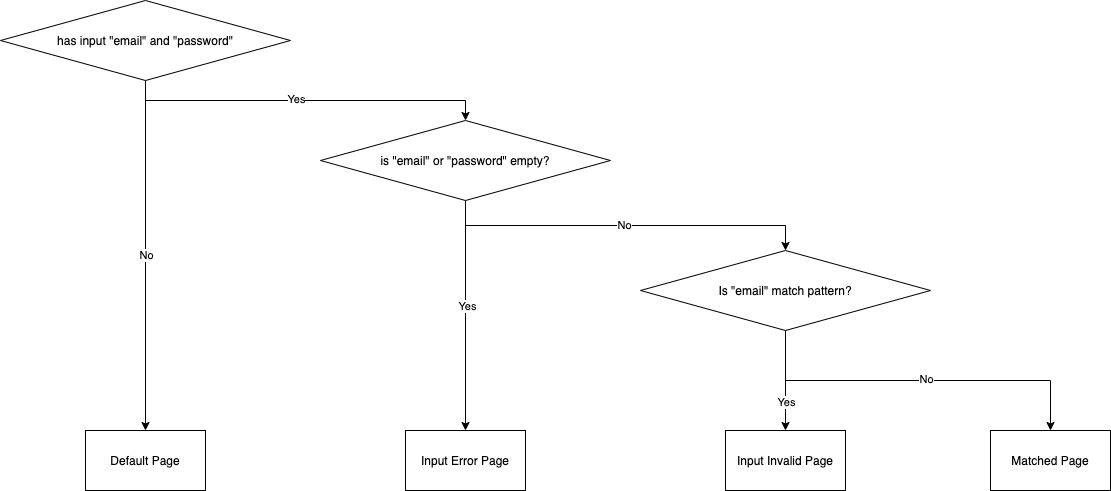 has input "email" and "password"
Yes
is "email" or "password" empty?
No
No
Is "email" match pattern?
Yes
No
Yes
Default Page
Input Error Page
Input Invalid Page
Matched Page